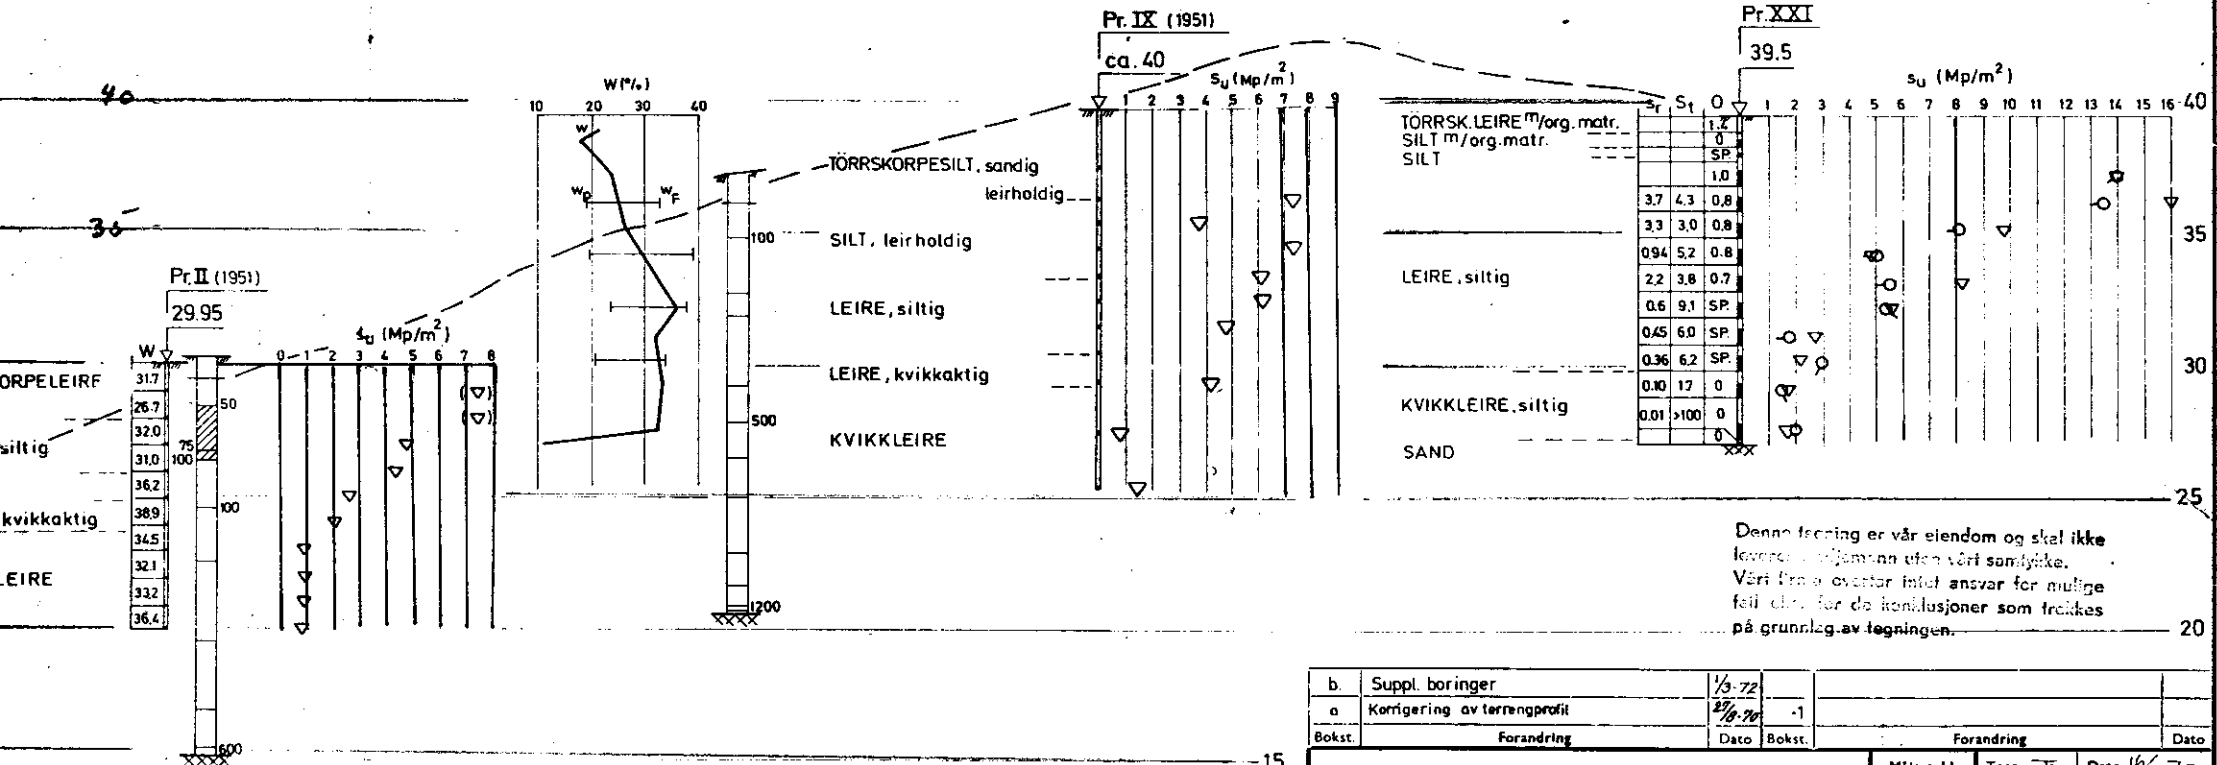 Pr. IX (1951)
ca. 40
Pr. XXI
39.5
40
W (%)
10 20 30 40
w
wP wF
TÖRRSKORPESILT, sandig
leirholdig
100
SILT, leirholdig
LEIRE, siltig
LEIRE, kvikkaktig
500
KVIKKLEIRE
1200
su (Mp/m2)
1 2 3 4 5 6 7 8 9
TÖRRSK. LEIRE m/org. matr.
SILT m/org. matr.
SILT
LEIRE, siltig
KVIKKLEIRE, siltig
SAND
sr St O
1.2
0
SP.
1.0
3.7 4.3 0.8
3.3 3.0 0.8
0.94 5.2 0.8
2.2 3.8 0.7
0.6 9.1 SP.
0.45 6.0 SP.
0.36 6.2 SP.
0.10 17 0
0.01 >100 0
0
su (Mp/m2)
1 2 3 4 5 6 7 8 9 10 11 12 13 14 15 16
40
35
30
25
20
15
Pr. II (1951)
29.95
su (Mp/m2)
0 1 2 3 4 5 6 7 8
W
31.7
26.7
32.0
31.0
36.2
38.9
34.5
32.1
33.2
36.4
50
75
100
100
600
ORPELEIRE
siltig
kvikkaktig
LEIRE
Denne tegning er vår eiendom og skal ikke
uten vårt samtykke.
Vårt overtar intet ansvar for mulige
feil for de konklusjoner som trekkes
på grunnlag av tegningen.
b. Suppl. boringer 1/3-72
a Korrigering av terrengprofil 27/8-70 -1
Bokst. Forandring Dato Bokst. Forandring Dato